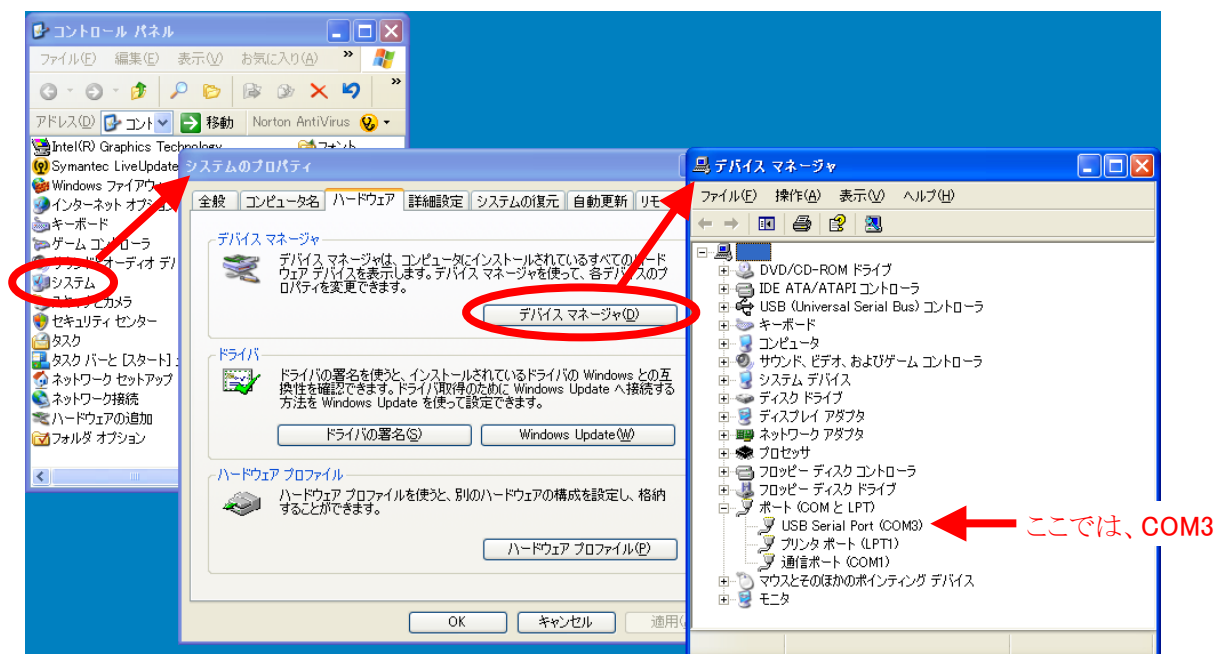 コントロール パネル
ファイル(F) 編集(E) 表示(V) お気に入り(A) »
»
アドレス(D) コント 移動 Norton AntiVirus
Intel(R) Graphics Technology
フォント
Symantec LiveUpdate
Windows ファイアウォ
インターネット オプション
キーボード
ゲーム コントローラ
サウンドとオーディオ デバ
システム
スキャナとカメラ
セキュリティ センター
タスク
タスク バーと [スタート]
ネットワーク セットアップ
ネットワーク接続
ハードウェアの追加
フォルダ オプション
システムのプロパティ
全般 コンピュータ名 ハードウェア 詳細設定 システムの復元 自動更新 リモ
デバイス マネージャ
デバイス マネージャは、コンピュータにインストールされているすべてのハード
ウェア デバイスを表示します。デバイス マネージャを使って、各デバイスのプ
ロパティを変更できます。
デバイス マネージャ(D)
ドライバ
ドライバの署名を使うと、インストールされているドライバの Windows との互
換性を確認できます。ドライバ取得のために Windows Update へ接続する
方法を Windows Update を使って設定できます。
ドライバの署名(S) Windows Update(W)
ハードウェア プロファイル
ハードウェア プロファイルを使うと、別のハードウェアの構成を設定し、格納
することができます。
ハードウェア プロファイル(P)
OK キャンセル 適用(
デバイス マネージャ
ファイル(F) 操作(A) 表示(V) ヘルプ(H)
DVD/CD-ROM ドライブ
IDE ATA/ATAPI コントローラ
USB (Universal Serial Bus) コントローラ
キーボード
コンピュータ
サウンド、ビデオ、およびゲーム コントローラ
システム デバイス
ディスク ドライブ
ディスプレイ アダプタ
ネットワーク アダプタ
プロセッサ
フロッピー ディスク コントローラ
フロッピー ディスク ドライブ
ポート (COM と LPT)
USB Serial Port (COM3)
プリンタ ポート (LPT1)
通信ポート (COM1)
マウスとそのほかのポインティング デバイス
モニタ
ここでは、COM3